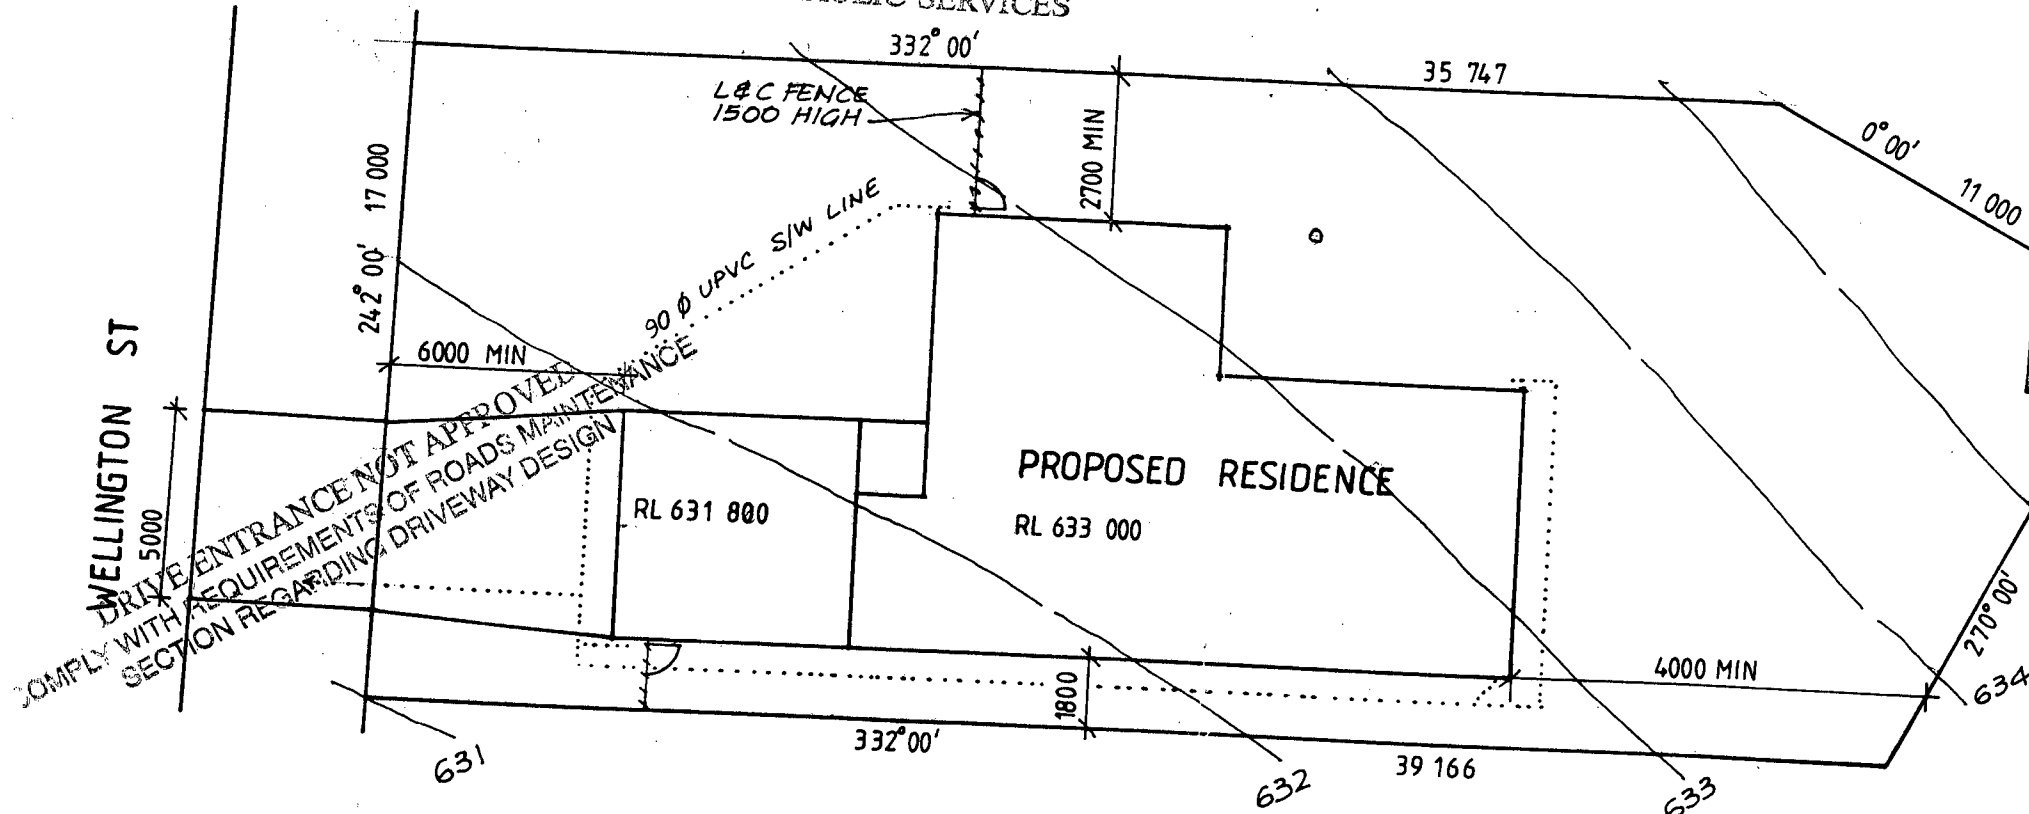 SERVICES
332° 00'
35 747
L&C FENCE
1500 HIGH
2700 MIN
0° 00'
11 000
17 000
242° 00'
90 Ø UPVC S/W LINE
6000 MIN
WELLINGTON ST
5000
DRIVE ENTRANCE NOT APPROVED
COMPLY WITH REQUIREMENTS OF ROADS MAINTENANCE
SECTION REGARDING DRIVEWAY DESIGN
RL 631 800
PROPOSED RESIDENCE
RL 633 000
270° 00'
4000 MIN
634
1800
332° 00'
39 166
631
632
633